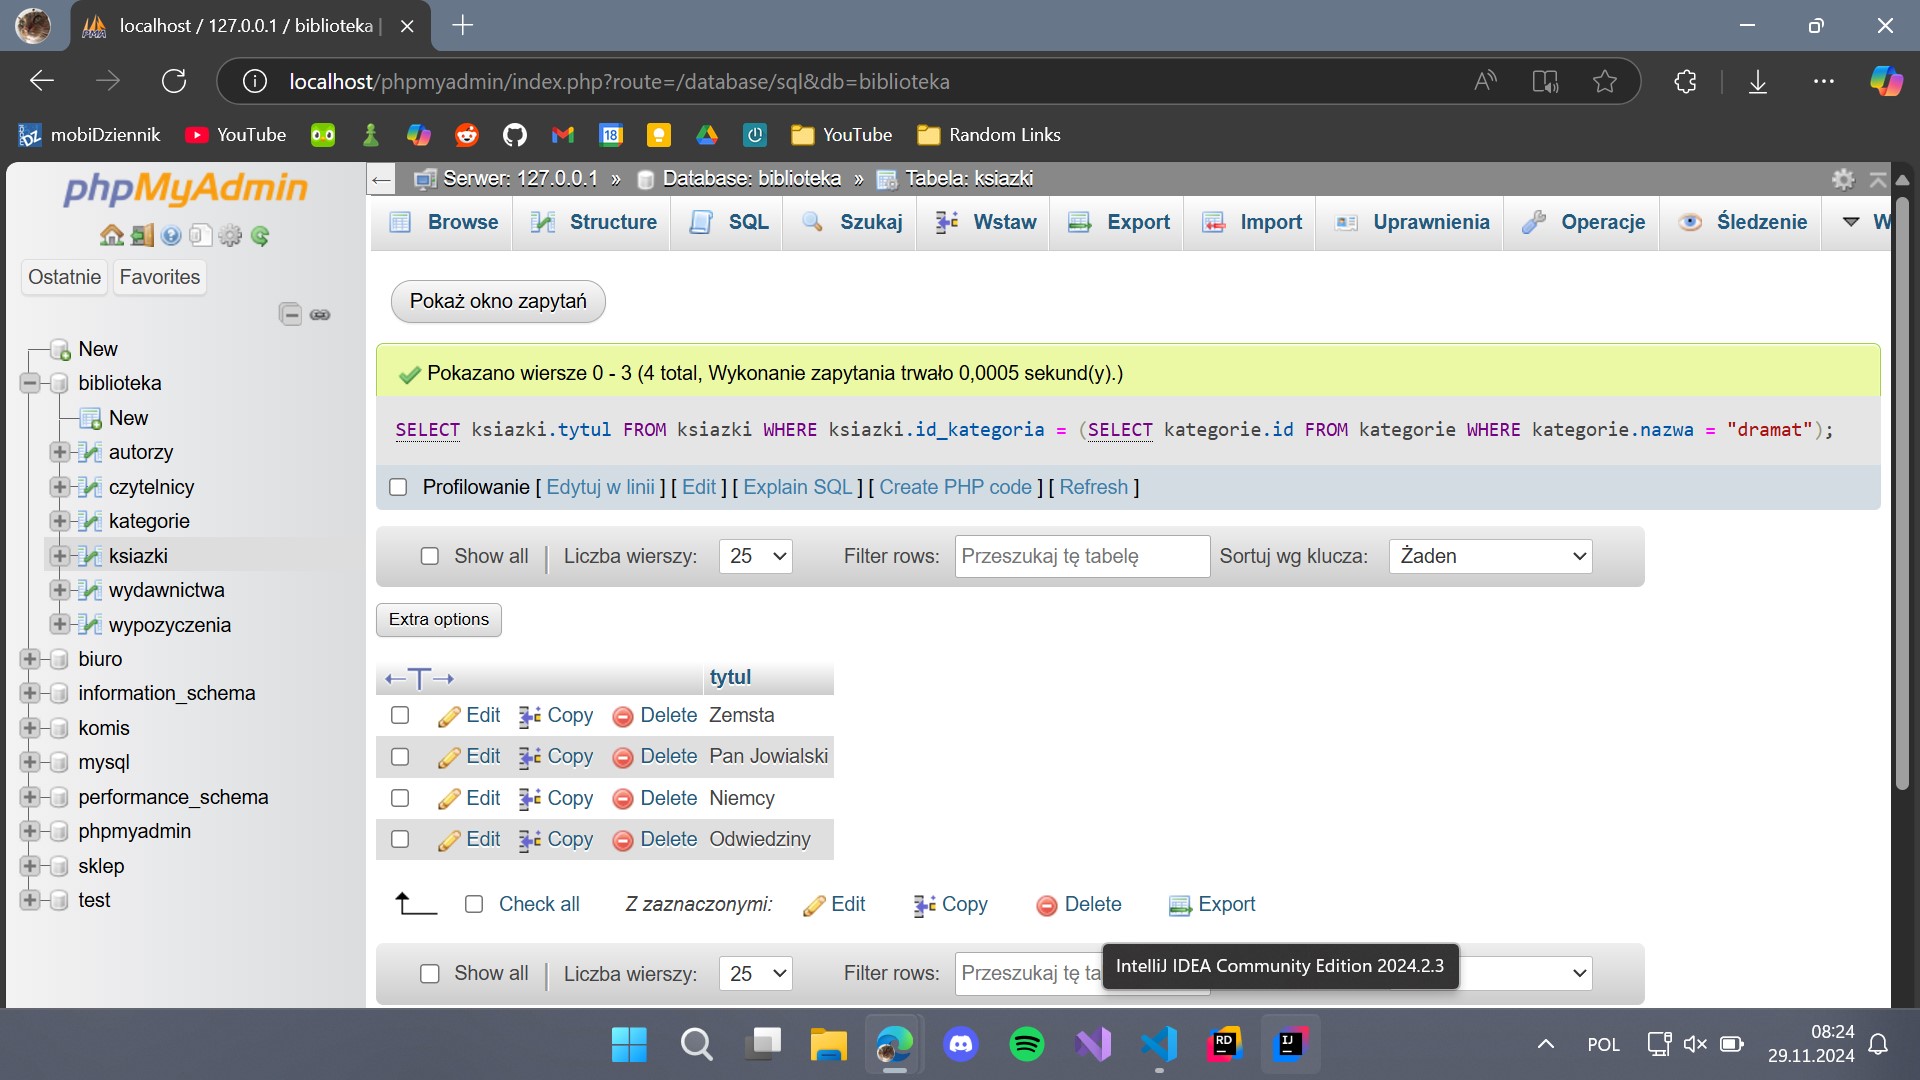 localhost / 127.0.0.1 / biblioteka |
localhost/phpmyadmin/index.php?route=/database/sql&db=biblioteka
mobiDziennik YouTube 18 YouTube Random Links
phpMyAdmin
Ostatnie Favorites
New
biblioteka
New
autorzy
czytelnicy
kategorie
ksiazki
wydawnictwa
wypozyczenia
biuro
information_schema
komis
mysql
performance_schema
phpmyadmin
sklep
test
Serwer: 127.0.0.1 » Database: biblioteka » Tabela: ksiazki
Browse Structure SQL Szukaj Wstaw Export Import Uprawnienia Operacje Śledzenie W
Pokaż okno zapytań
Pokazano wiersze 0 - 3 (4 total, Wykonanie zapytania trwało 0,0005 sekund(y).)
SELECT ksiazki.tytul FROM ksiazki WHERE ksiazki.id_kategoria = (SELECT kategorie.id FROM kategorie WHERE kategorie.nazwa = "dramat");
Profilowanie [ Edytuj w linii ] [ Edit ] [ Explain SQL ] [ Create PHP code ] [ Refresh ]
Show all | Liczba wierszy: 25 Filter rows: Przeszukaj tę tabelę Sortuj wg klucza: Żaden
Extra options
←T→ tytul
Edit Copy Delete Zemsta
Edit Copy Delete Pan Jowialski
Edit Copy Delete Niemcy
Edit Copy Delete Odwiedziny
Check all Z zaznaczonymi: Edit Copy Delete Export
Show all | Liczba wierszy: 25 Filter rows: Przeszukaj tę ta
IntelliJ IDEA Community Edition 2024.2.3
RD IJ POL 08:24
29.11.2024